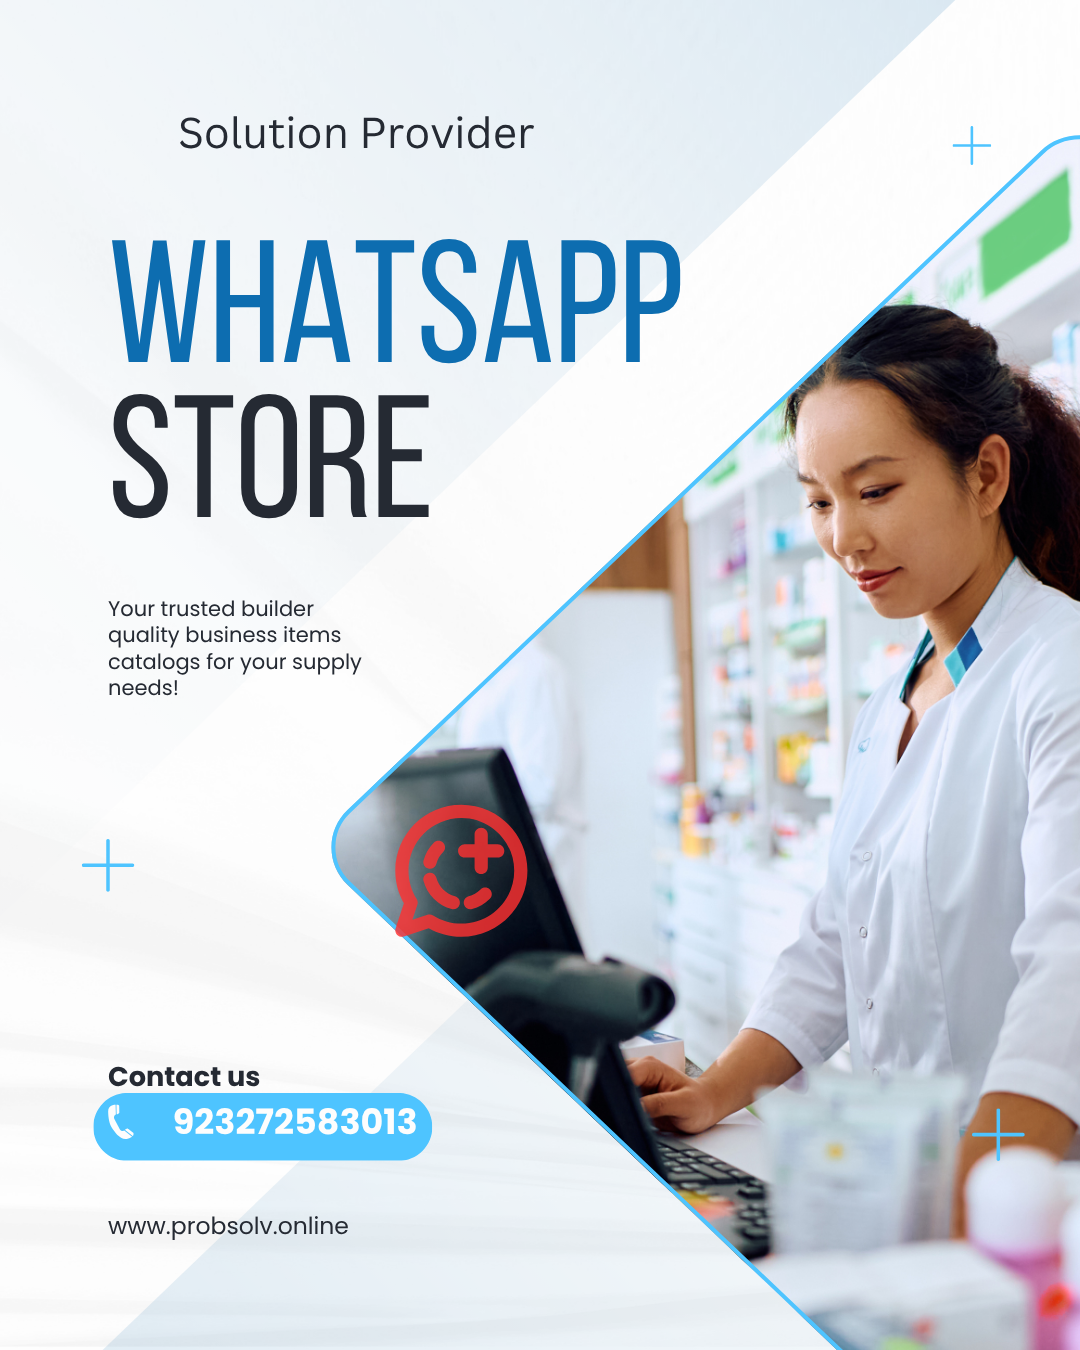 Solution Provider
WHATSAPP
STORE
Your trusted builder
quality business items
catalogs for your supply
needs!
Contact us
923272583013
www.probsolv.online